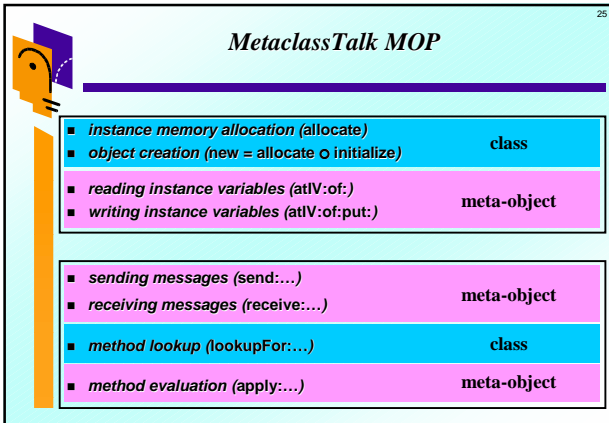 25
MetaclassTalk MOP
■ instance memory allocation (allocate)
■ object creation (new = allocate o initialize)
class
■ reading instance variables (atIV:of:)
■ writing instance variables (atIV:of:put:)
meta-object
■ sending messages (send:…)
■ receiving messages (receive:…)
meta-object
■ method lookup (lookupFor:…)
class
■ method evaluation (apply:…)
meta-object